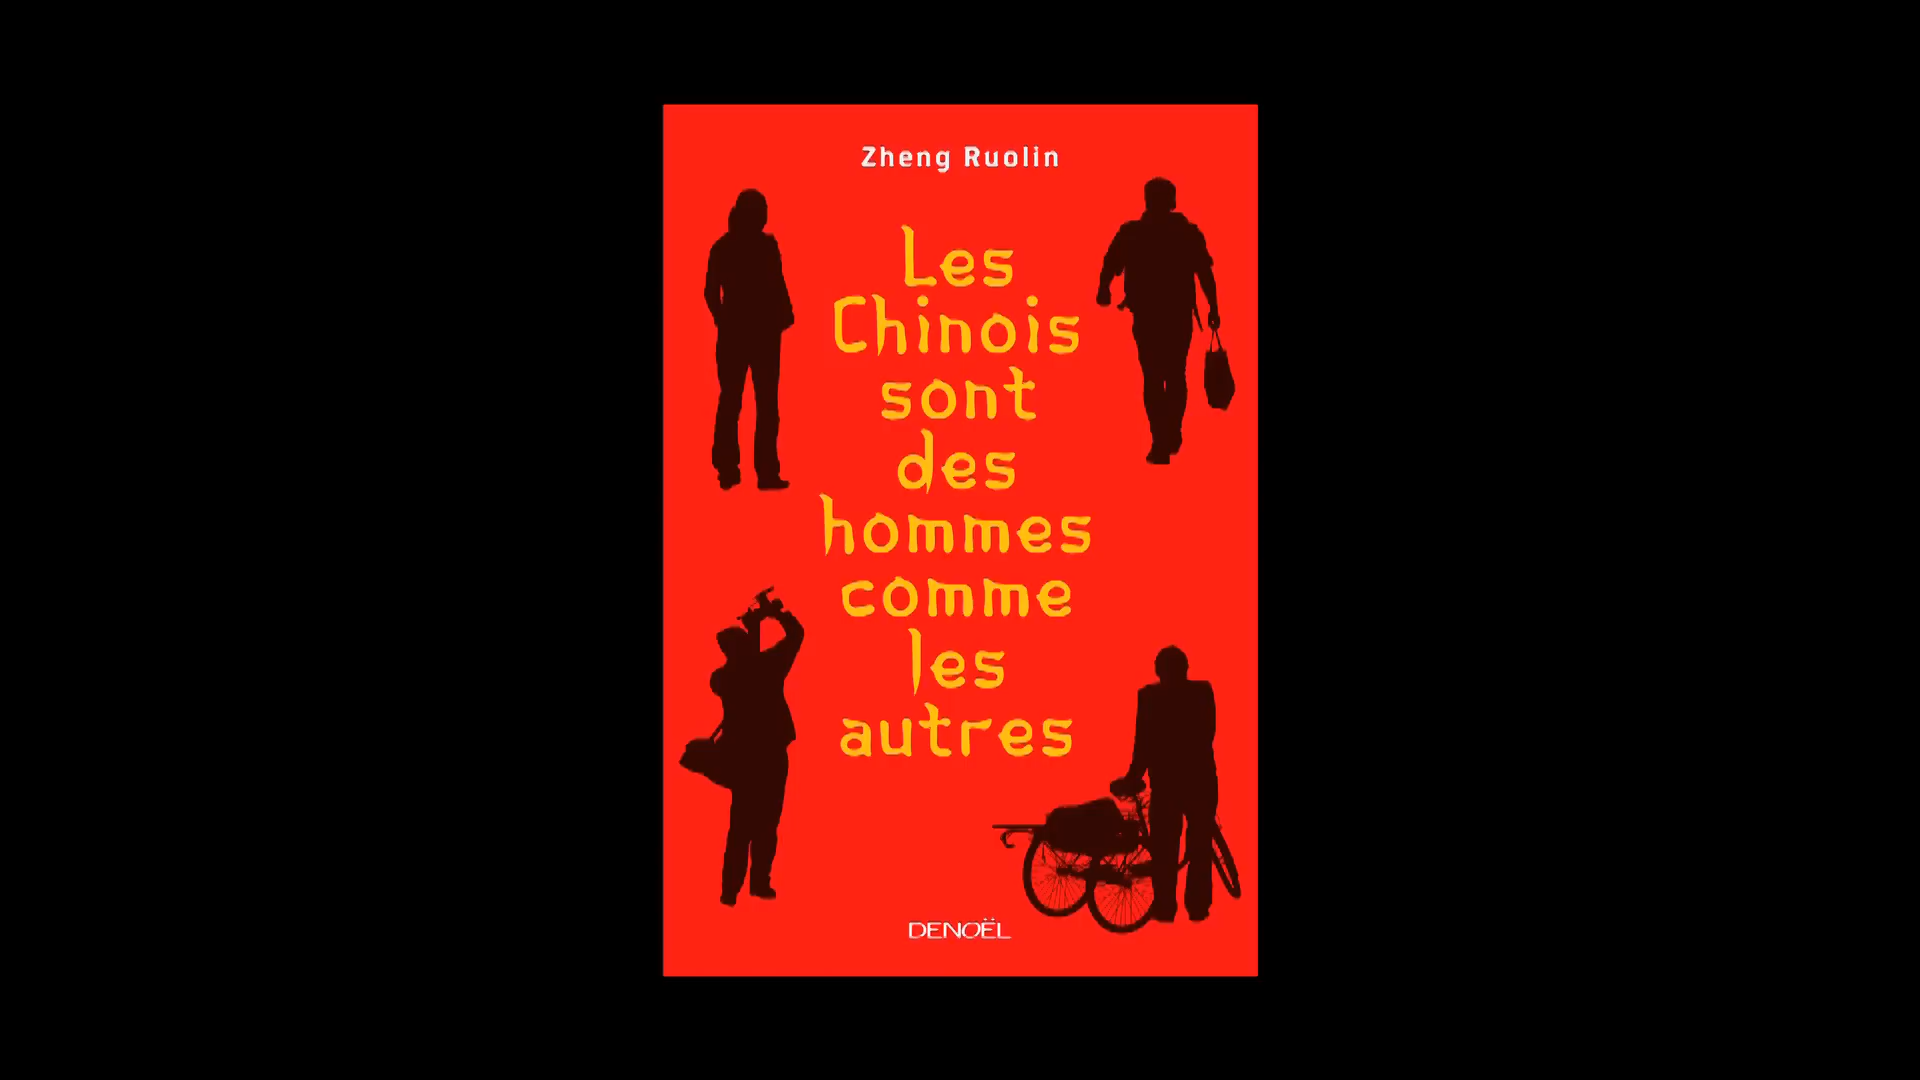 Zheng Ruolin
Les
Chinois
sont
des
hommes
comme
les
autres
DENOËL